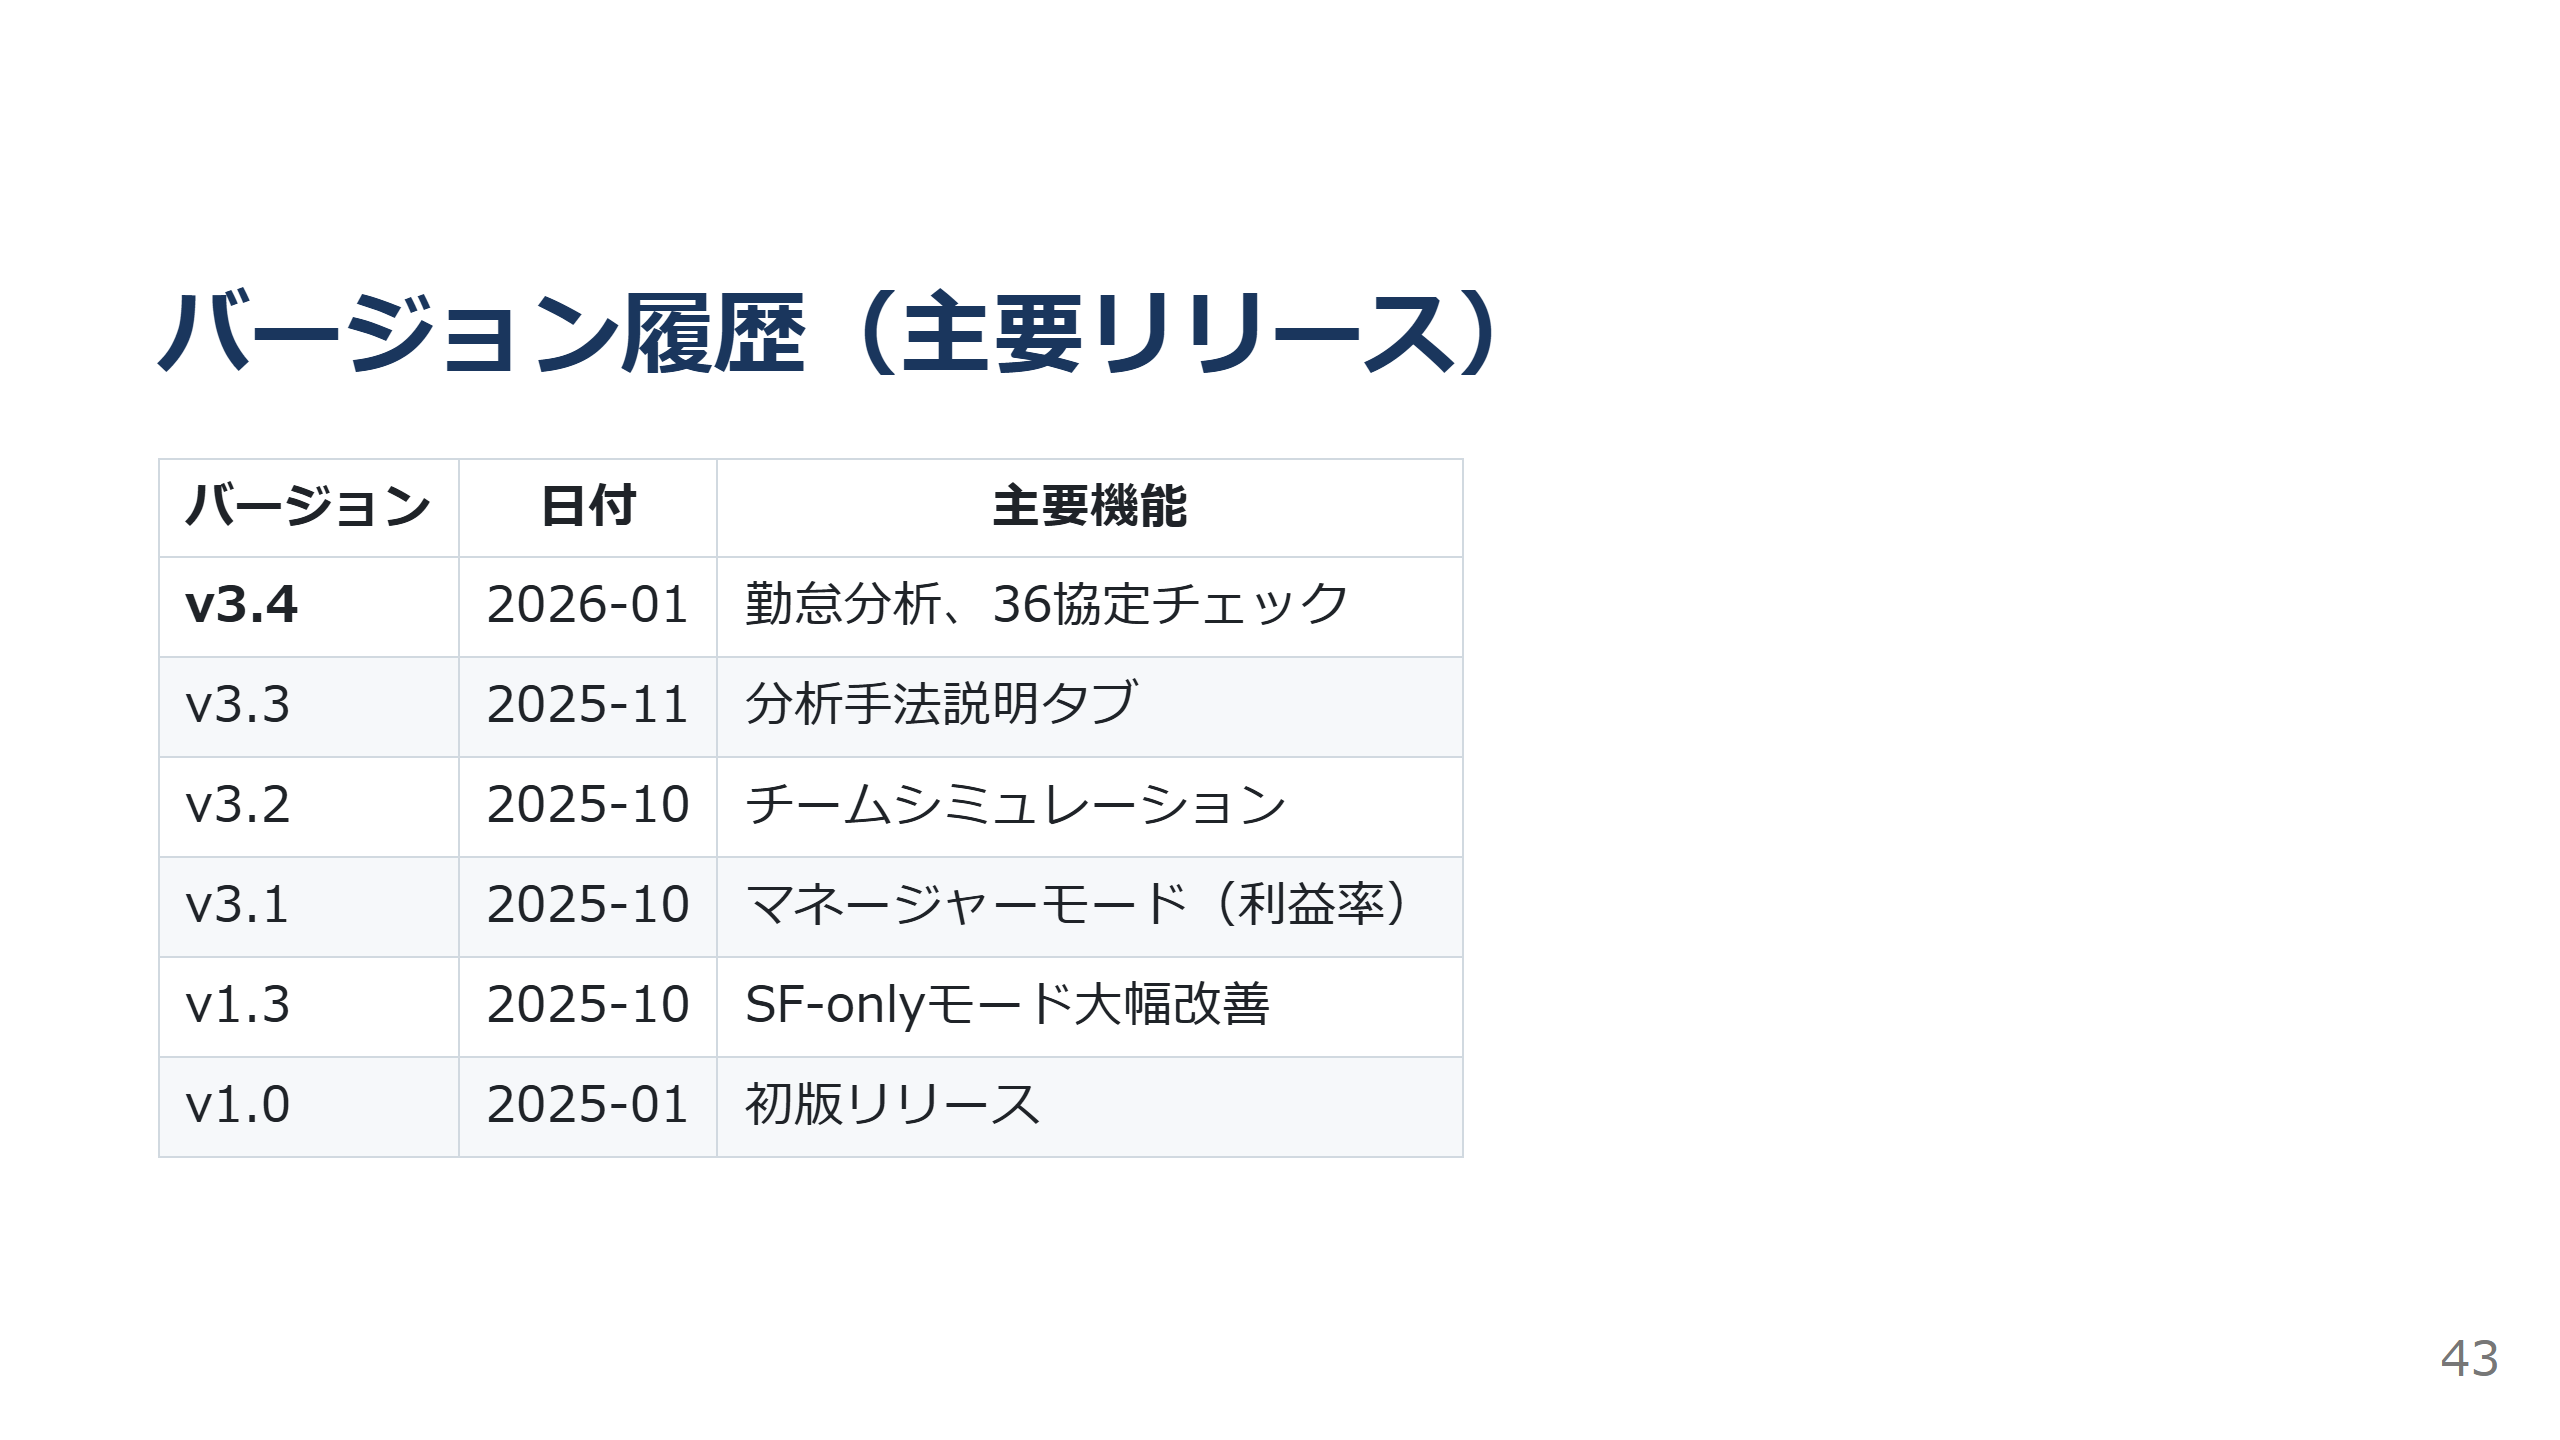 バージョン履歴（主要リリース）
バージョン 日付 主要機能
v3.4 2026-01 勤怠分析、36協定チェック
v3.3 2025-11 分析手法説明タブ
v3.2 2025-10 チームシミュレーション
v3.1 2025-10 マネージャーモード（利益率）
v1.3 2025-10 SF-onlyモード大幅改善
v1.0 2025-01 初版リリース
43